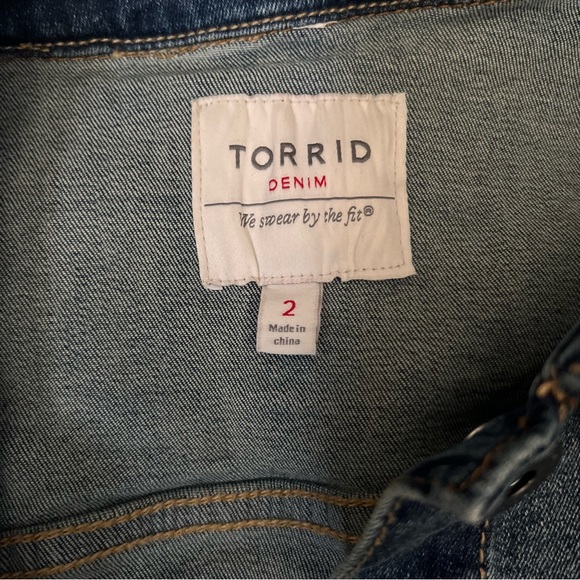 TORRID
DENIM
We swear by the fit®
2
Made in
china